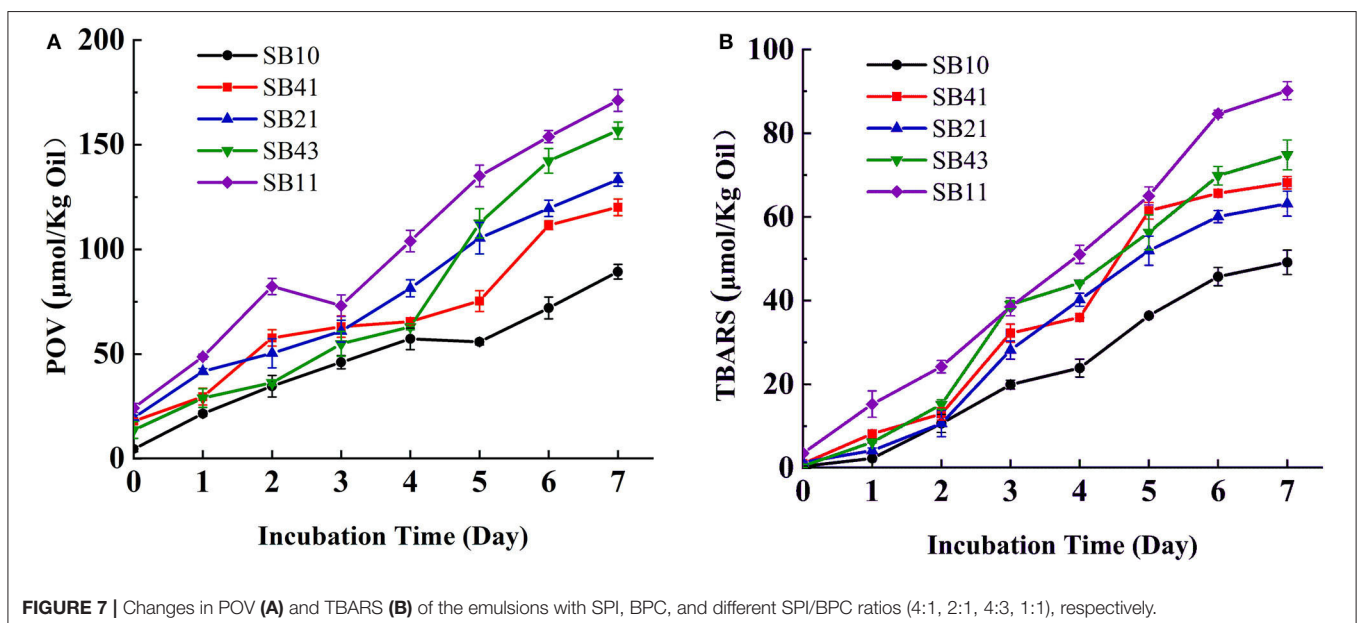 A
200
150
100
50
0
POV (μmol/Kg Oil)
SB10
SB41
SB21
SB43
SB11
0 1 2 3 4 5 6 7
Incubation Time (Day)
B
100
80
60
40
20
0
TBARS (μmol/Kg Oil)
SB10
SB41
SB21
SB43
SB11
0 1 2 3 4 5 6 7
Incubation Time (Day)
FIGURE 7 | Changes in POV (A) and TBARS (B) of the emulsions with SPI, BPC, and different SPI/BPC ratios (4:1, 2:1, 4:3, 1:1), respectively.